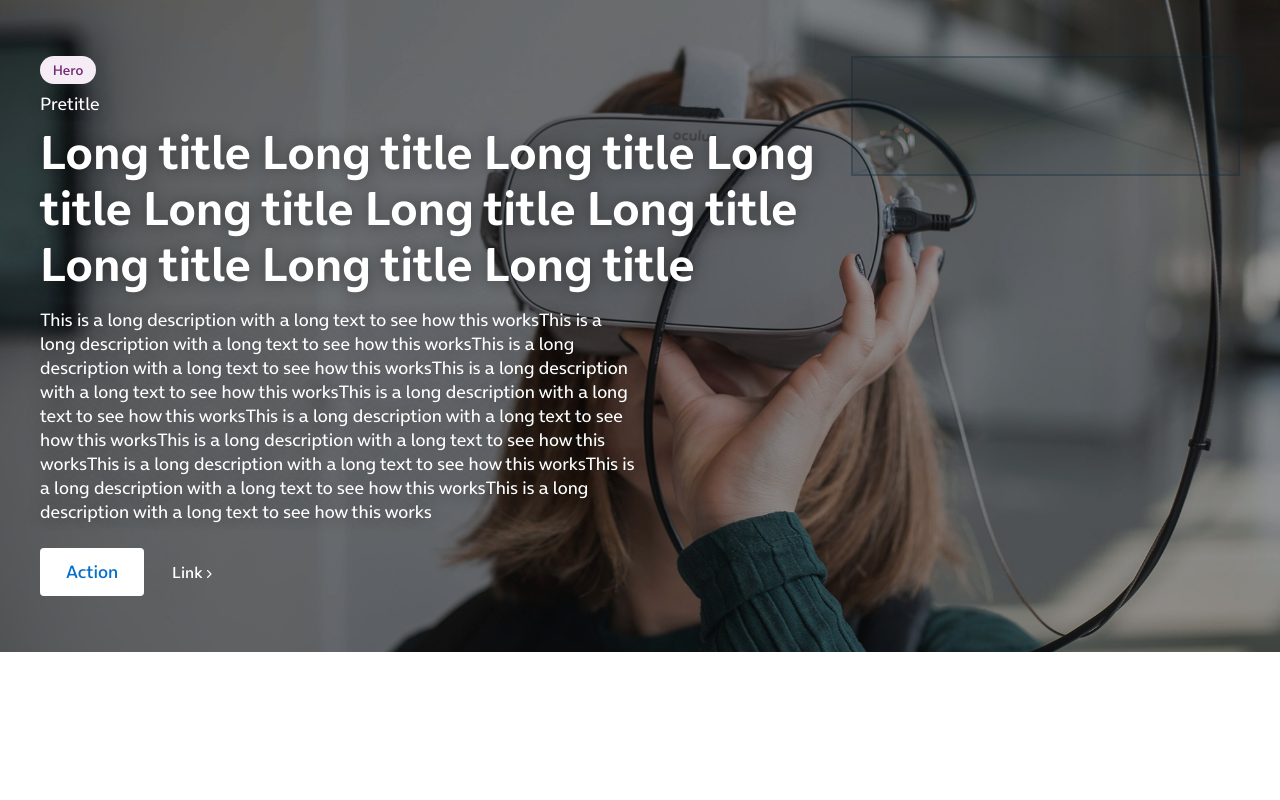 Hero
Pretitle
Long title Long title Long title Long
title Long title Long title Long title
Long title Long title Long title
This is a long description with a long text to see how this worksThis is a
long description with a long text to see how this worksThis is a long
description with a long text to see how this worksThis is a long description
with a long text to see how this worksThis is a long description with a long
text to see how this worksThis is a long description with a long text to see
how this worksThis is a long description with a long text to see how this
worksThis is a long description with a long text to see how this worksThis is
a long description with a long text to see how this worksThis is a long
description with a long text to see how this works
Action
Link ›